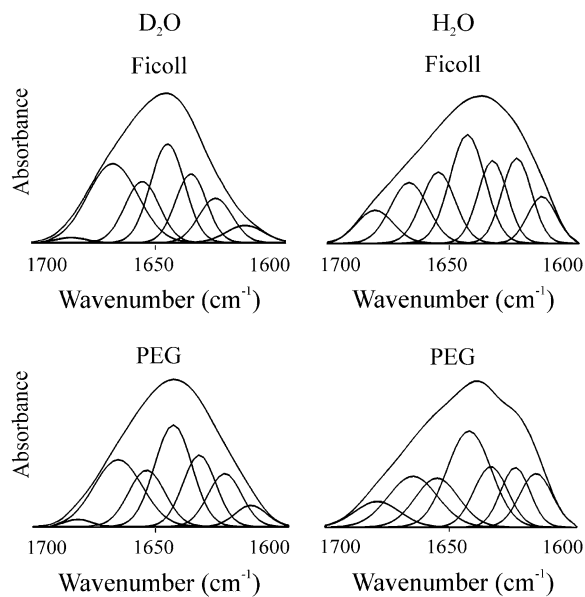 D₂O
H₂O
Ficoll
Ficoll
Absorbance
1700 1650 1600
1700 1650 1600
Wavenumber (cm⁻¹)
Wavenumber (cm⁻¹)
PEG
PEG
Absorbance
1700 1650 1600
1700 1650 1600
Wavenumber (cm⁻¹)
Wavenumber (cm⁻¹)